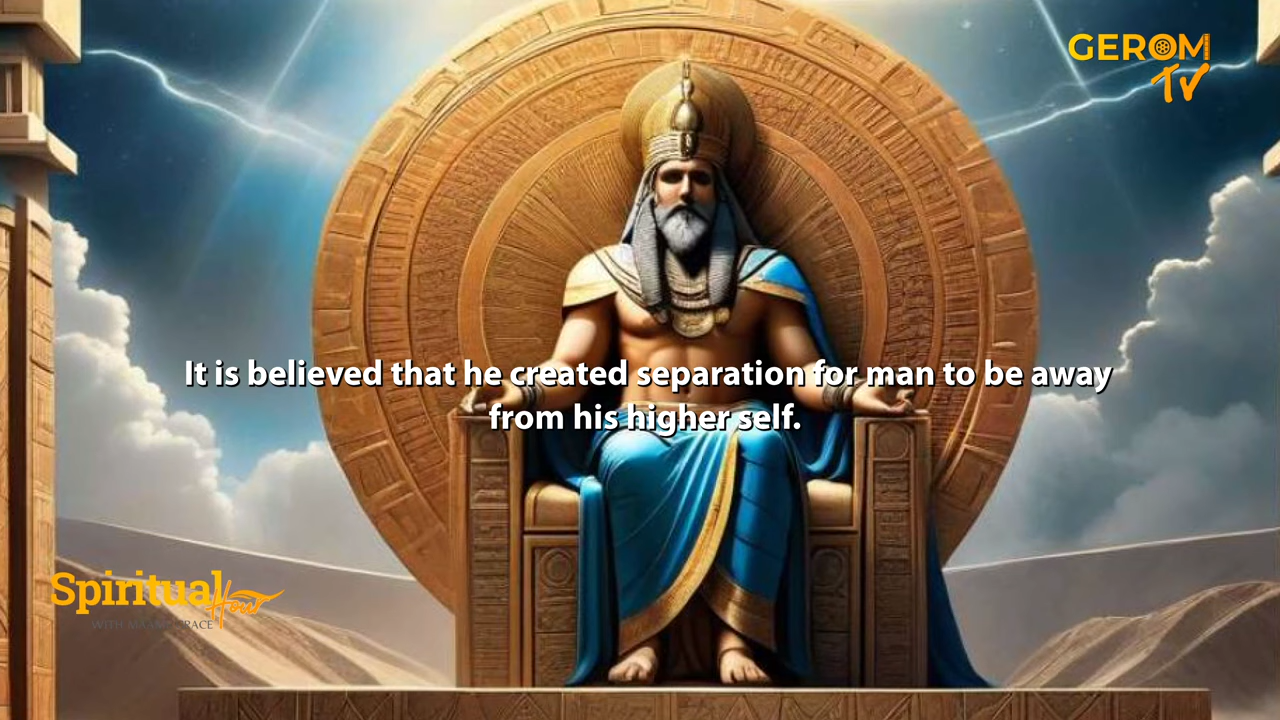 GEROM
TV
It is believed that he created separation for man to be away
from his higher self.
Spiritual
Hour